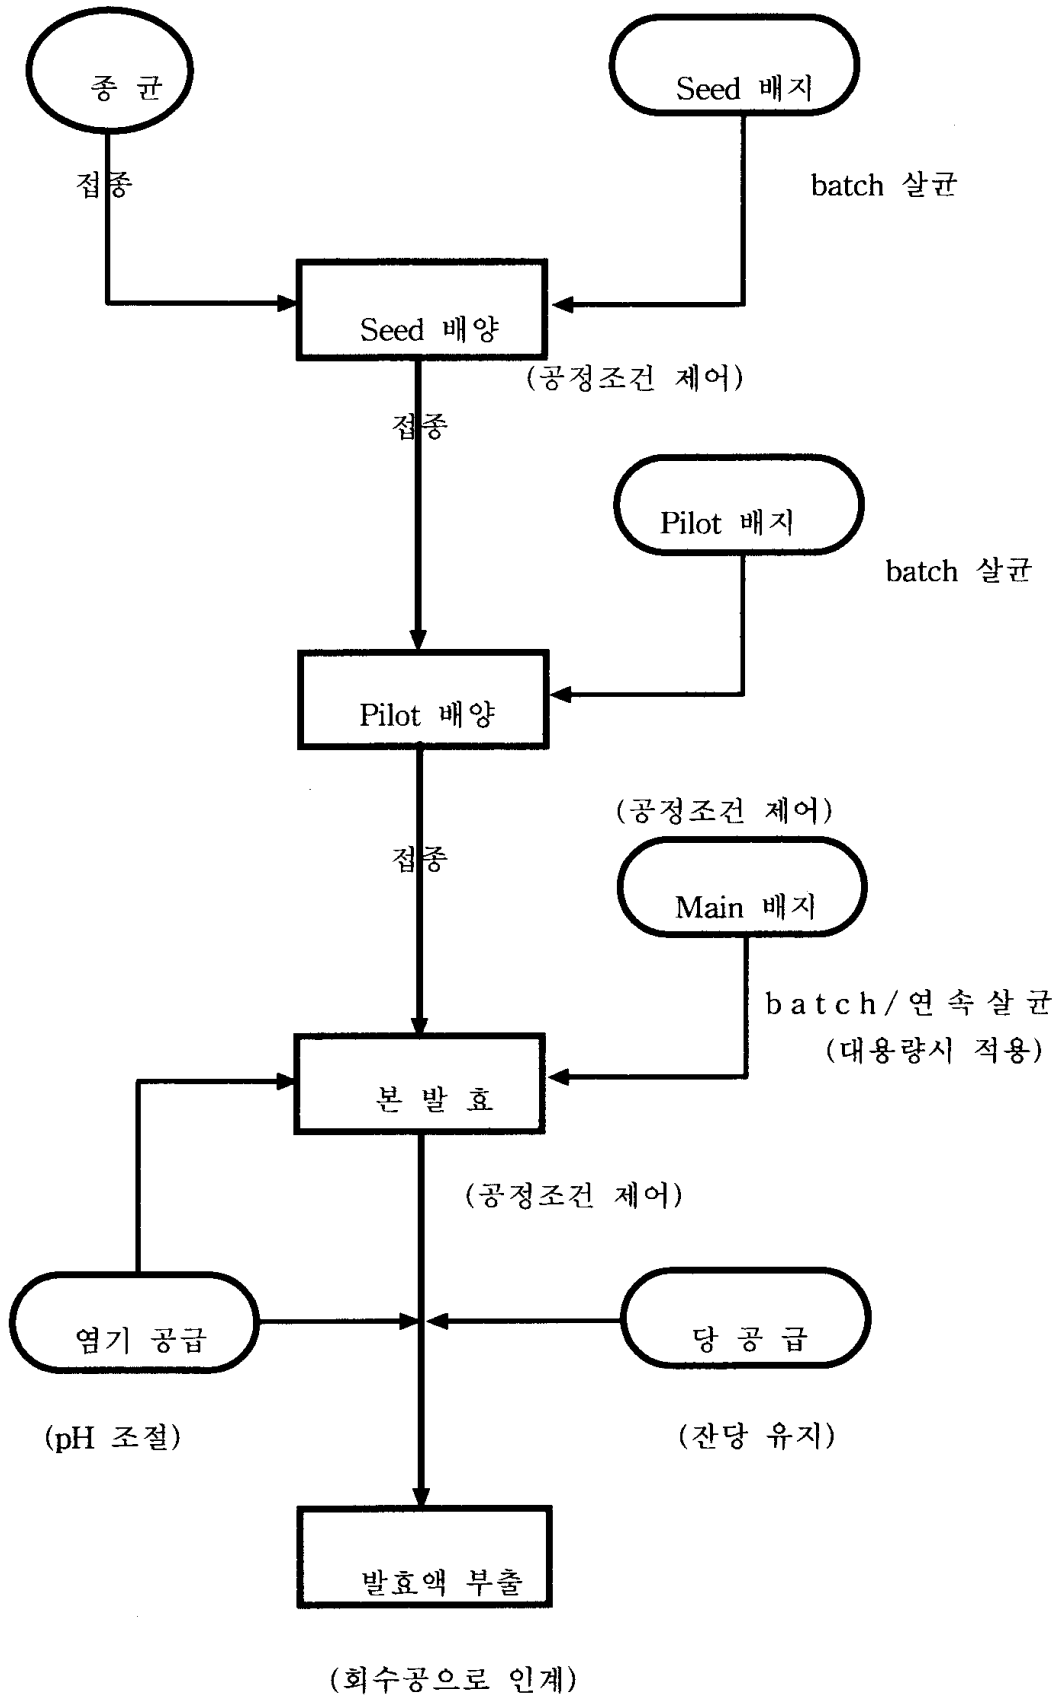 종 균
Seed 배지
접종
batch 살균
Seed 배양
(공정조건 제어)
접종
Pilot 배지
batch 살균
Pilot 배양
(공정조건 제어)
접종
Main 배지
batch/연속살균
(대용량시 적용)
본 발 효
(공정조건 제어)
염기 공급
당 공 급
(pH 조절)
(잔당 유지)
발효액 부출
(회수공으로 인계)